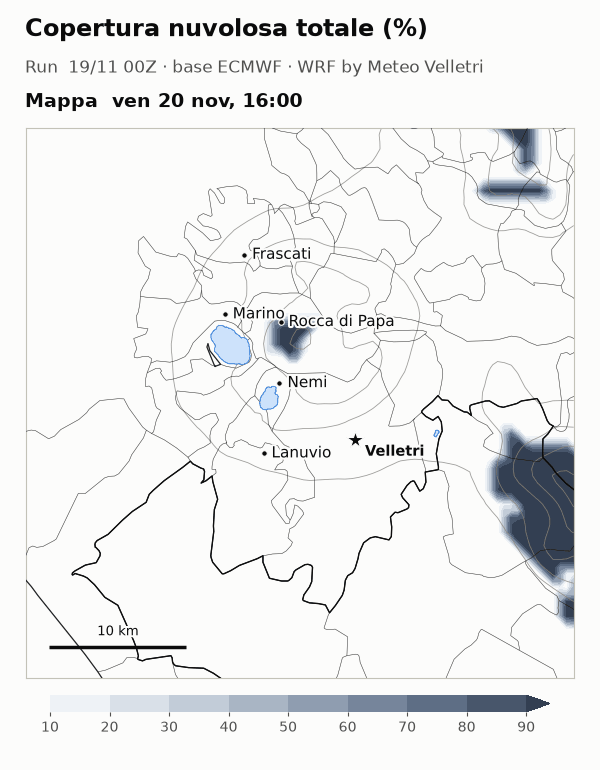 Copertura nuvolosa totale (%)
Run  19/11 00Z · base ECMWF · WRF by Meteo Velletri
Mappa  ven 20 nov, 16:00
Frascati
Marino
Rocca di Papa
Nemi
Lanuvio
Velletri
10 km
10 20 30 40 50 60 70 80 90